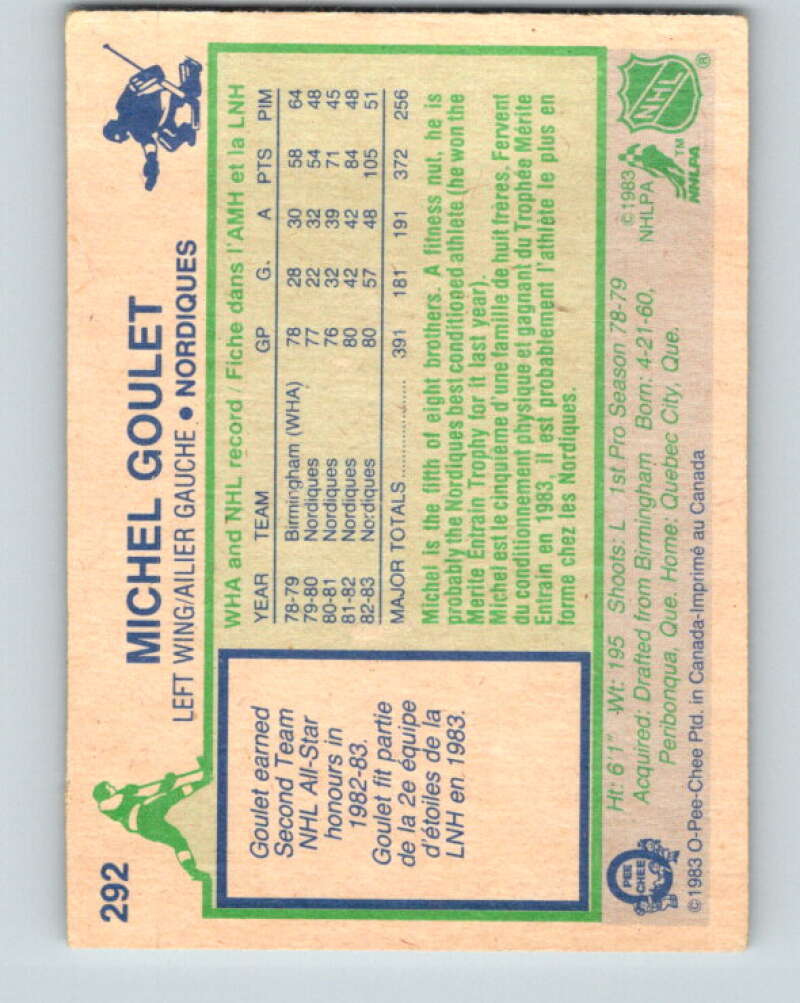 292
MICHEL GOULET
LEFT WING/AILIER GAUCHE • NORDIQUES
Goulet earned
Second Team
NHL All-Star
honours in
1982-83.
Goulet fit partie
de la 2e équipe
d'étoiles de la
LNH en 1983.
WHA and NHL record / Fiche dans l'AMH et la LNH
YEAR TEAM GP G. A PTS PIM
78-79 Birmingham (WHA) 78 28 30 58 64
79-80 Nordiques 77 22 32 54 48
80-81 Nordiques 76 32 39 71 45
81-82 Nordiques 80 42 42 84 48
82-83 Nordiques 80 57 48 105 51
MAJOR TOTALS .................. 391 181 191 372 256
Michel is the fifth of eight brothers. A fitness nut, he is
probably the Nordiques best conditioned athlete (he won the
Merite Entrain Trophy for it last year).
Michel est le cinquième d'une famille de huit frères. Fervent
du conditionnement physique et gagnant du Trophée Mérite
Entrain en 1983, il est probablement l'athlète le plus en
forme chez les Nordiques.
Ht: 6'1" Wt: 195 Shoots: L 1st Pro Season 78-79
Acquired: Drafted from Birmingham Born: 4-21-60,
Peribonqua, Que. Home: Quebec City, Que.
©1983
NHLPA
TM
NHLPA
NHL
®
O
PEE
CHEE
©1983 O-Pee-Chee Ptd. in Canada-Imprimé au Canada